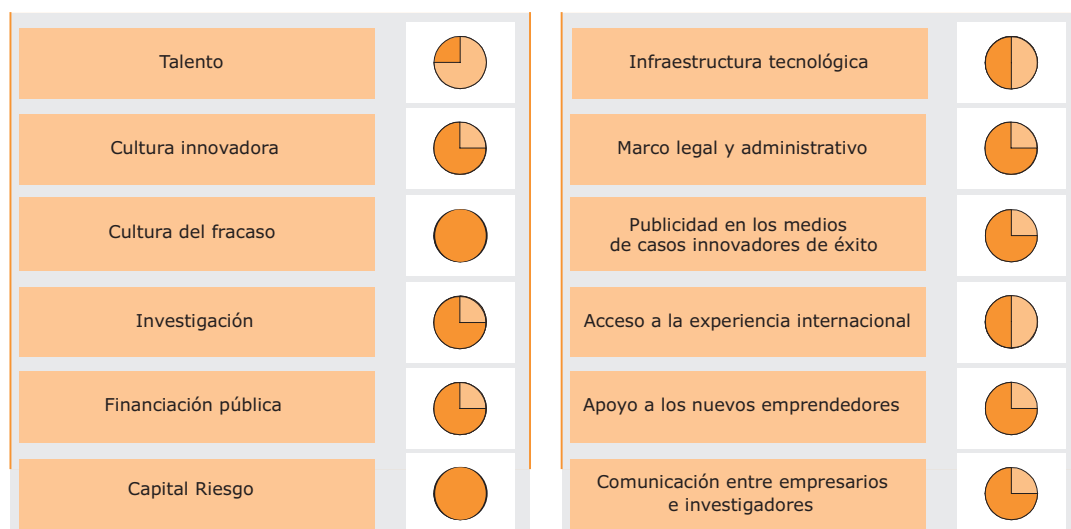 Talento
Cultura innovadora
Cultura del fracaso
Investigación
Financiación pública
Capital Riesgo
Infraestructura tecnológica
Marco legal y administrativo
Publicidad en los medios
de casos innovadores de éxito
Acceso a la experiencia internacional
Apoyo a los nuevos emprendedores
Comunicación entre empresarios
e investigadores